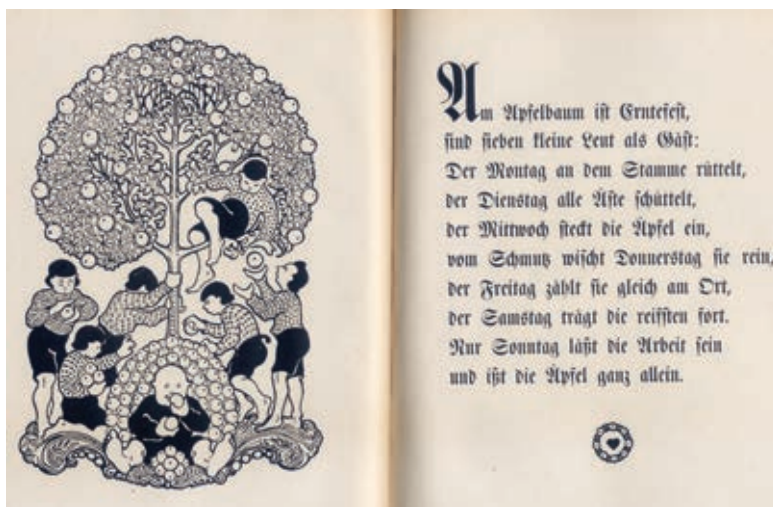 Am Apfelbaum ist Erntefest,
sind sieben kleine Leut als Gäst:
Der Montag an dem Stamme rüttelt,
der Dienstag alle Äste schüttelt,
der Mittwoch steckt die Äpfel ein,
vom Schmutz wischt Donnerstag sie rein,
der Freitag zählt sie gleich am Ort,
der Samstag trägt die reifsten fort.
Nur Sonntag läßt die Arbeit sein
und ißt die Äpfel ganz allein.